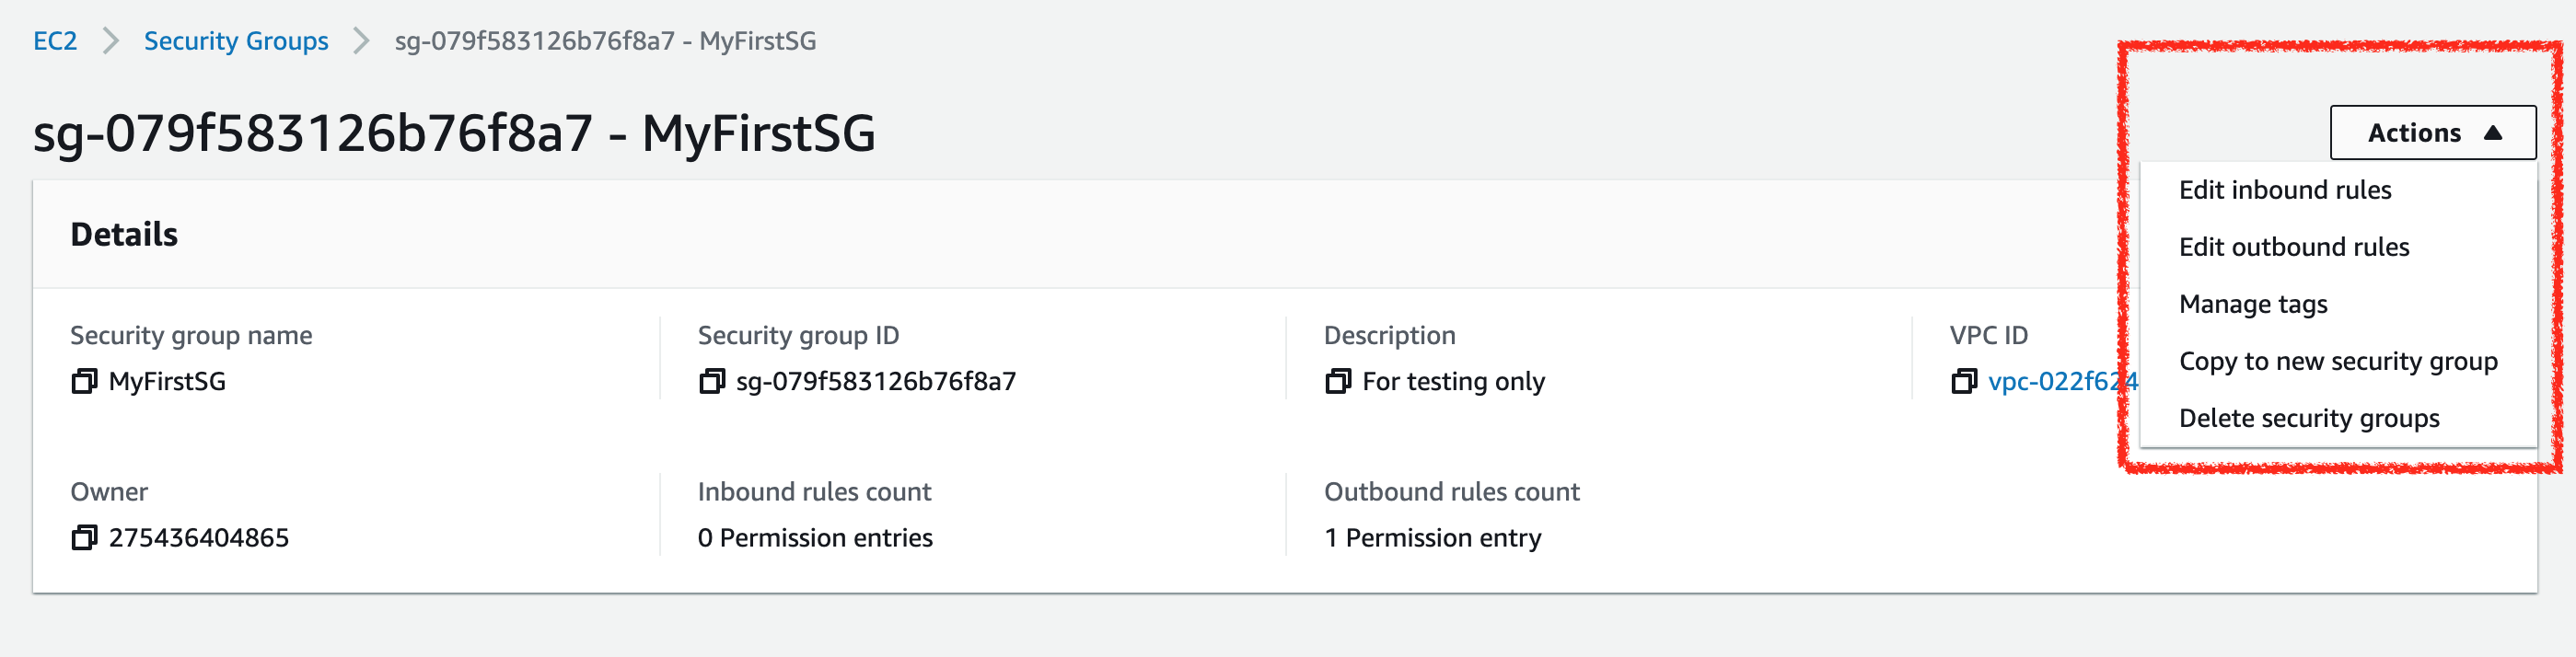 EC2 Security Groups sg-079f583126b76f8a7 - MyFirstSG
sg-079f583126b76f8a7 - MyFirstSG
Actions
Edit inbound rules
Edit outbound rules
Manage tags
Copy to new security group
Delete security groups
Details
Security group name
MyFirstSG
Security group ID
sg-079f583126b76f8a7
Description
For testing only
VPC ID
vpc-022f624
Owner
275436404865
Inbound rules count
0 Permission entries
Outbound rules count
1 Permission entry